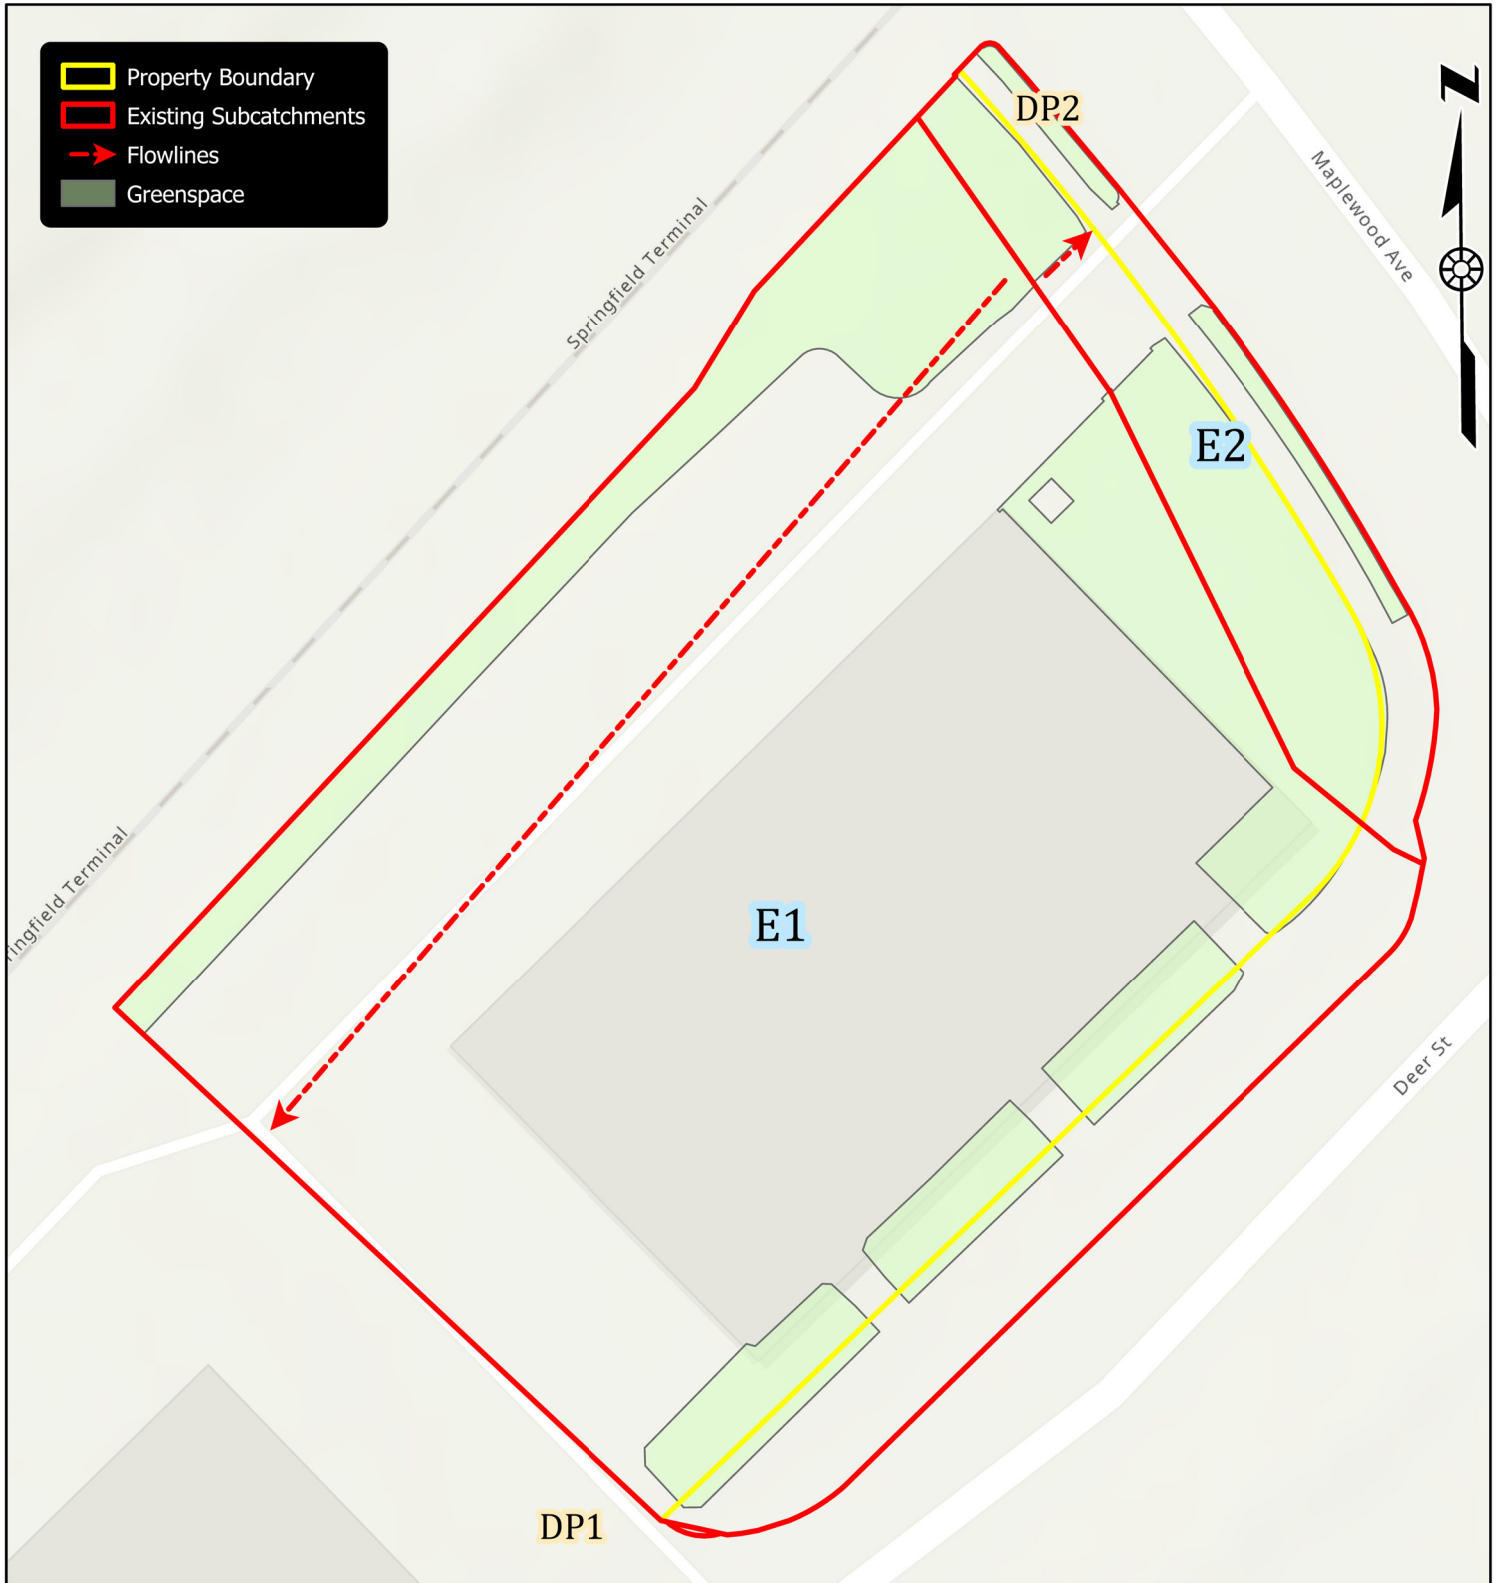 Property Boundary
Existing Subcatchments
Flowlines
Greenspace
N
DP2
Maplewood Ave
Springfield Terminal
E2
ringfield Terminal
E1
Deer St
DP1